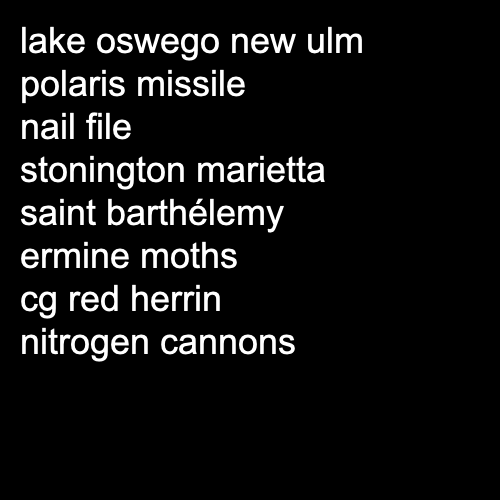 lake oswego new ulm
polaris missile
nail file
stonington marietta
saint barthélemy
ermine moths
cg red herrin
nitrogen cannons